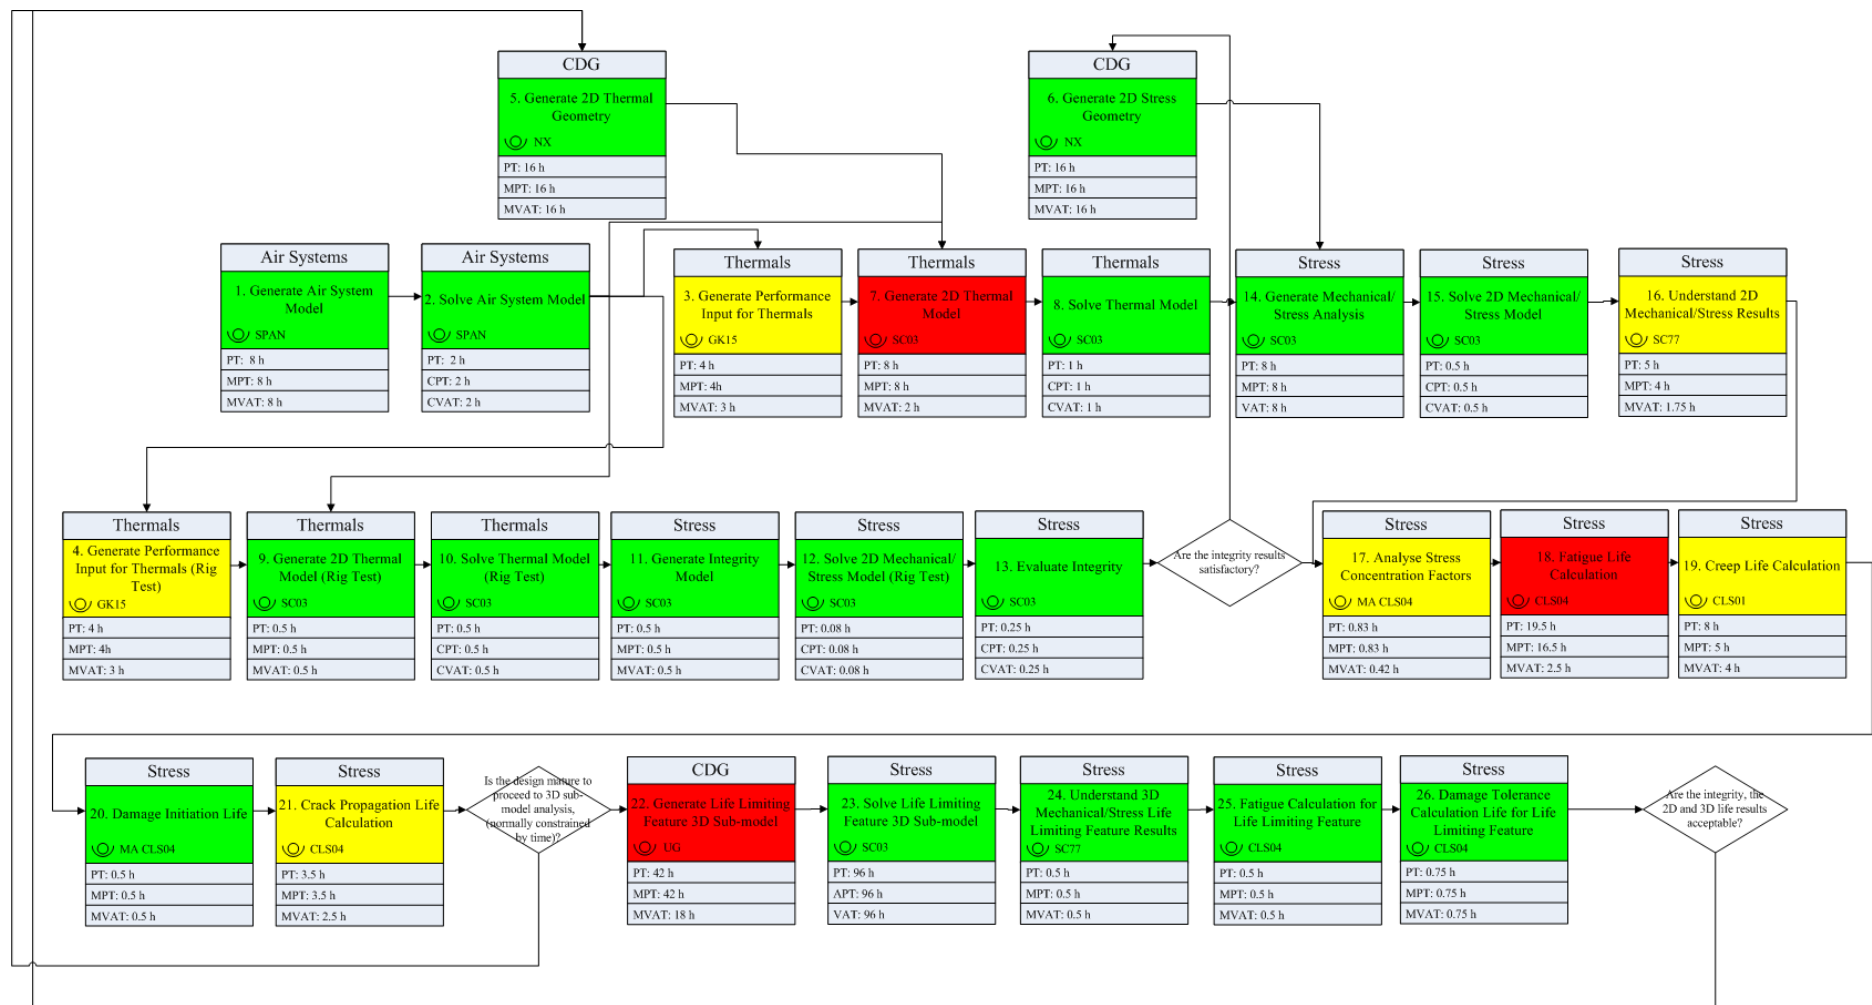 CDG
5. Generate 2D Thermal
Geometry
NX
PT: 16 h
MPT: 16 h
MVAT: 16 h
CDG
6. Generate 2D Stress
Geometry
NX
PT: 16 h
MPT: 16 h
MVAT: 16 h
Air Systems
1. Generate Air System
Model
SPAN
PT: 8 h
MPT: 8 h
MVAT: 8 h
Air Systems
2. Solve Air System Model
SPAN
PT: 2 h
CPT: 2 h
CVAT: 2 h
Thermals
3. Generate Performance
Input for Thermals
GK15
PT: 4 h
MPT: 4h
MVAT: 3 h
Thermals
7. Generate 2D Thermal
Model
SC03
PT: 8 h
MPT: 8 h
MVAT: 2 h
Thermals
8. Solve Thermal Model
SC03
PT: 1 h
CPT: 1 h
CVAT: 1 h
Stress
14. Generate Mechanical/
Stress Analysis
SC03
PT: 8 h
MPT: 8 h
VAT: 8 h
Stress
15. Solve 2D Mechanical/
Stress Model
SC03
PT: 0.5 h
CPT: 0.5 h
CVAT: 0.5 h
Stress
16. Understand 2D
Mechanical/Stress Results
SC77
PT: 5 h
MPT: 4 h
MVAT: 1.75 h
Thermals
4. Generate Performance
Input for Thermals (Rig
Test)
GK15
PT: 4 h
MPT: 4h
MVAT: 3 h
Thermals
9. Generate 2D Thermal
Model (Rig Test)
SC03
PT: 0.5 h
MPT: 0.5 h
MVAT: 0.5 h
Thermals
10. Solve Thermal Model
(Rig Test)
SC03
PT: 0.5 h
CPT: 0.5 h
CVAT: 0.5 h
Stress
11. Generate Integrity
Model
SC03
PT: 0.5 h
MPT: 0.5 h
MVAT: 0.5 h
Stress
12. Solve 2D Mechanical/
Stress Model (Rig Test)
SC03
PT: 0.08 h
CPT: 0.08 h
CVAT: 0.08 h
Stress
13. Evaluate Integrity
SC03
PT: 0.25 h
CPT: 0.25 h
CVAT: 0.25 h
Are the integrity results
satisfactory?
Stress
17. Analyse Stress
Concentration Factors
MA CLS04
PT: 0.83 h
MPT: 0.83 h
MVAT: 0.42 h
Stress
18. Fatigue Life
Calculation
CLS04
PT: 19.5 h
MPT: 16.5 h
MVAT: 2.5 h
Stress
19. Creep Life Calculation
CLS01
PT: 8 h
MPT: 5 h
MVAT: 4 h
Stress
20. Damage Initiation Life
MA CLS04
PT: 0.5 h
MPT: 0.5 h
MVAT: 0.5 h
Stress
21. Crack Propagation Life
Calculation
CLS04
PT: 3.5 h
MPT: 3.5 h
MVAT: 2.5 h
Is the design mature to
proceed to 3D sub-
model analysis,
(normally constrained
by time)?
CDG
22. Generate Life Limiting
Feature 3D Sub-model
UG
PT: 42 h
MPT: 42 h
MVAT: 18 h
Stress
23. Solve Life Limiting
Feature 3D Sub-model
SC03
PT: 96 h
APT: 96 h
VAT: 96 h
Stress
24. Understand 3D
Mechanical/Stress Life
Limiting Feature Results
SC77
PT: 0.5 h
MPT: 0.5 h
MVAT: 0.5 h
Stress
25. Fatigue Calculation for
Life Limiting Feature
CLS04
PT: 0.5 h
MPT: 0.5 h
MVAT: 0.5 h
Stress
26. Damage Tolerance
Calculation Life for Life
Limiting Feature
CLS04
PT: 0.75 h
MPT: 0.75 h
MVAT: 0.75 h
Are the integrity, the
2D and 3D life results
acceptable?